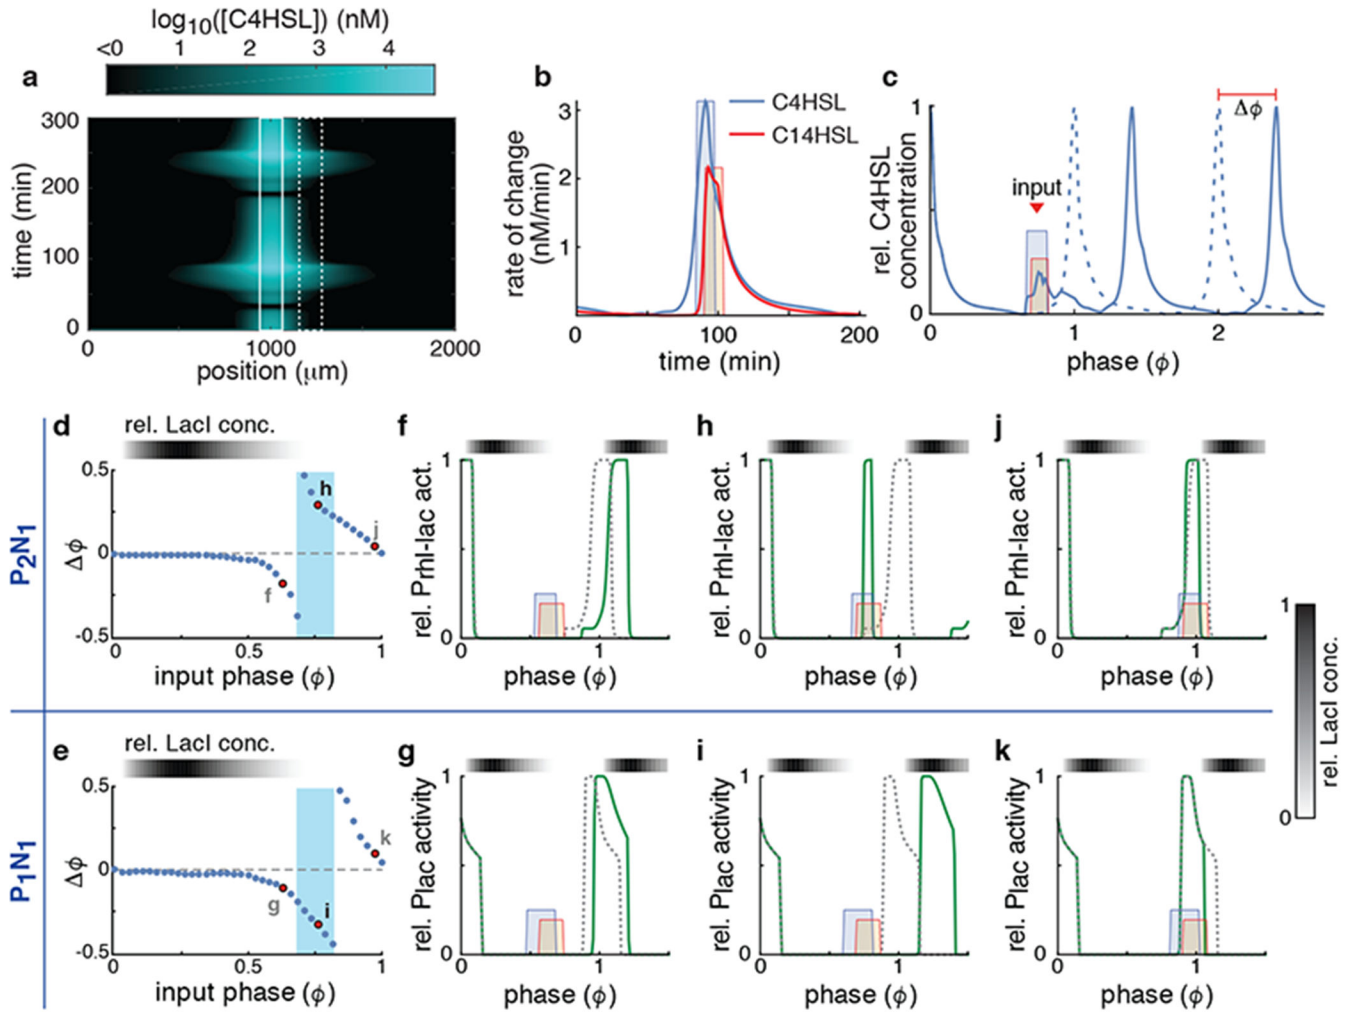 log10([C4HSL]) (nM)
<0 1 2 3 4
a
300
200
100
0
time (min)
0 1000 2000
position (μm)
b
3
2
1
rate of change
(nM/min)
C4HSL
C14HSL
0 100 200
time (min)
c
1
0
rel. C4HSL
concentration
input
Δϕ
0 1 2
phase (ϕ)
P2N1
d
rel. LacI conc.
0.5
0
-0.5
Δϕ
h
j
f
0 0.5 1
input phase (ϕ)
f
1
0
rel. Prhl-lac act.
0 1
phase (ϕ)
h
1
0
rel. Prhl-lac act.
0 1
phase (ϕ)
j
1
0
rel. Prhl-lac act.
0 1
phase (ϕ)
1
0
rel. LacI conc.
P1N1
e
rel. LacI conc.
0.5
0
-0.5
Δϕ
k
g
i
0 0.5 1
input phase (ϕ)
g
1
0
rel. Plac activity
0 1
phase (ϕ)
i
1
0
rel. Plac activity
0 1
phase (ϕ)
k
1
0
rel. Plac activity
0 1
phase (ϕ)